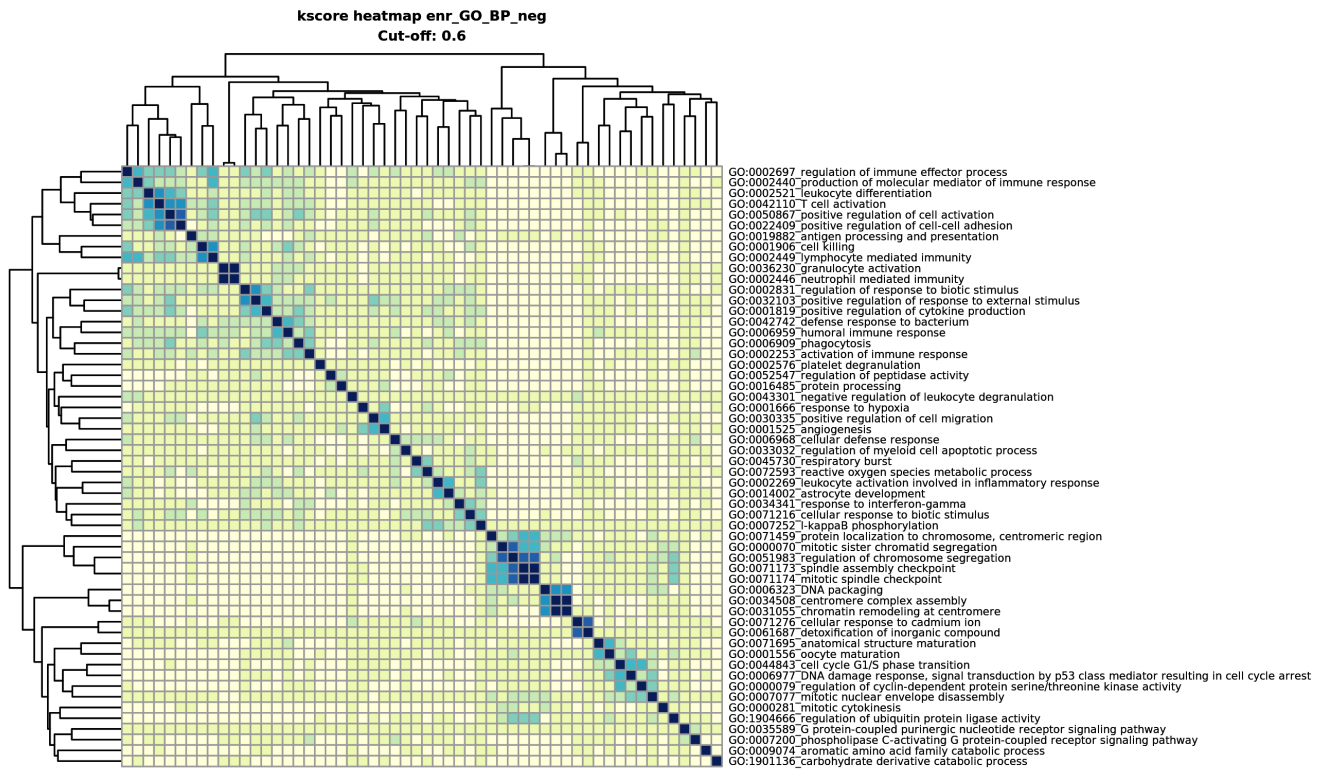 kscore heatmap enr_GO_BP_neg
Cut-off: 0.6
GO:0002697_regulation of immune effector process
GO:0002440_production of molecular mediator of immune response
GO:0002521_leukocyte differentiation
GO:0042110_T cell activation
GO:0050867_positive regulation of cell activation
GO:0022409_positive regulation of cell-cell adhesion
GO:0019882_antigen processing and presentation
GO:0001906_cell killing
GO:0002449_lymphocyte mediated immunity
GO:0036230_granulocyte activation
GO:0002446_neutrophil mediated immunity
GO:0002831_regulation of response to biotic stimulus
GO:0032103_positive regulation of response to external stimulus
GO:0001819_positive regulation of cytokine production
GO:0042742_defense response to bacterium
GO:0006959_humoral immune response
GO:0006909_phagocytosis
GO:0002253_activation of immune response
GO:0002576_platelet degranulation
GO:0052547_regulation of peptidase activity
GO:0016485_protein processing
GO:0043301_negative regulation of leukocyte degranulation
GO:0001666_response to hypoxia
GO:0030335_positive regulation of cell migration
GO:0001525_angiogenesis
GO:0006968_cellular defense response
GO:0033032_regulation of myeloid cell apoptotic process
GO:0045730_respiratory burst
GO:0072593_reactive oxygen species metabolic process
GO:0002269_leukocyte activation involved in inflammatory response
GO:0014002_astrocyte development
GO:0034341_response to interferon-gamma
GO:0071216_cellular response to biotic stimulus
GO:0007252_I-kappaB phosphorylation
GO:0071459_protein localization to chromosome, centromeric region
GO:0000070_mitotic sister chromatid segregation
GO:0051983_regulation of chromosome segregation
GO:0071173_spindle assembly checkpoint
GO:0071174_mitotic spindle checkpoint
GO:0006323_DNA packaging
GO:0034508_centromere complex assembly
GO:0031055_chromatin remodeling at centromere
GO:0071276_cellular response to cadmium ion
GO:0061687_detoxification of inorganic compound
GO:0071695_anatomical structure maturation
GO:0001556_oocyte maturation
GO:0044843_cell cycle G1/S phase transition
GO:0006977_DNA damage response, signal transduction by p53 class mediator resulting in cell cycle arrest
GO:0000079_regulation of cyclin-dependent protein serine/threonine kinase activity
GO:0007077_mitotic nuclear envelope disassembly
GO:0000281_mitotic cytokinesis
GO:1904666_regulation of ubiquitin protein ligase activity
GO:0035589_G protein-coupled purinergic nucleotide receptor signaling pathway
GO:0007200_phospholipase C-activating G protein-coupled receptor signaling pathway
GO:0009074_aromatic amino acid family catabolic process
GO:1901136_carbohydrate derivative catabolic process